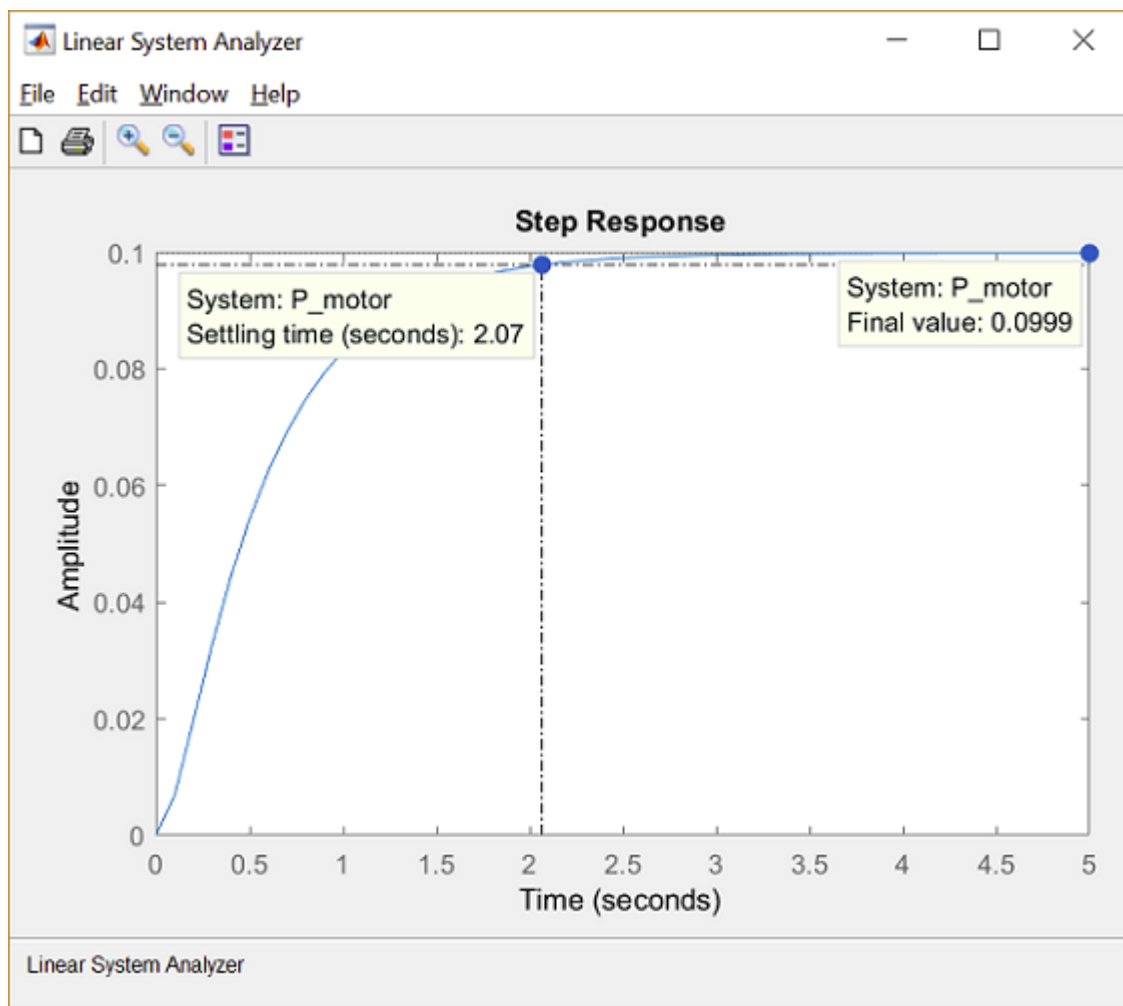 Linear System Analyzer
File Edit Window Help
Step Response
System: P_motor
Settling time (seconds): 2.07
System: P_motor
Final value: 0.0999
Amplitude
0.1
0.08
0.06
0.04
0.02
0
0 0.5 1 1.5 2 2.5 3 3.5 4 4.5 5
Time (seconds)
Linear System Analyzer